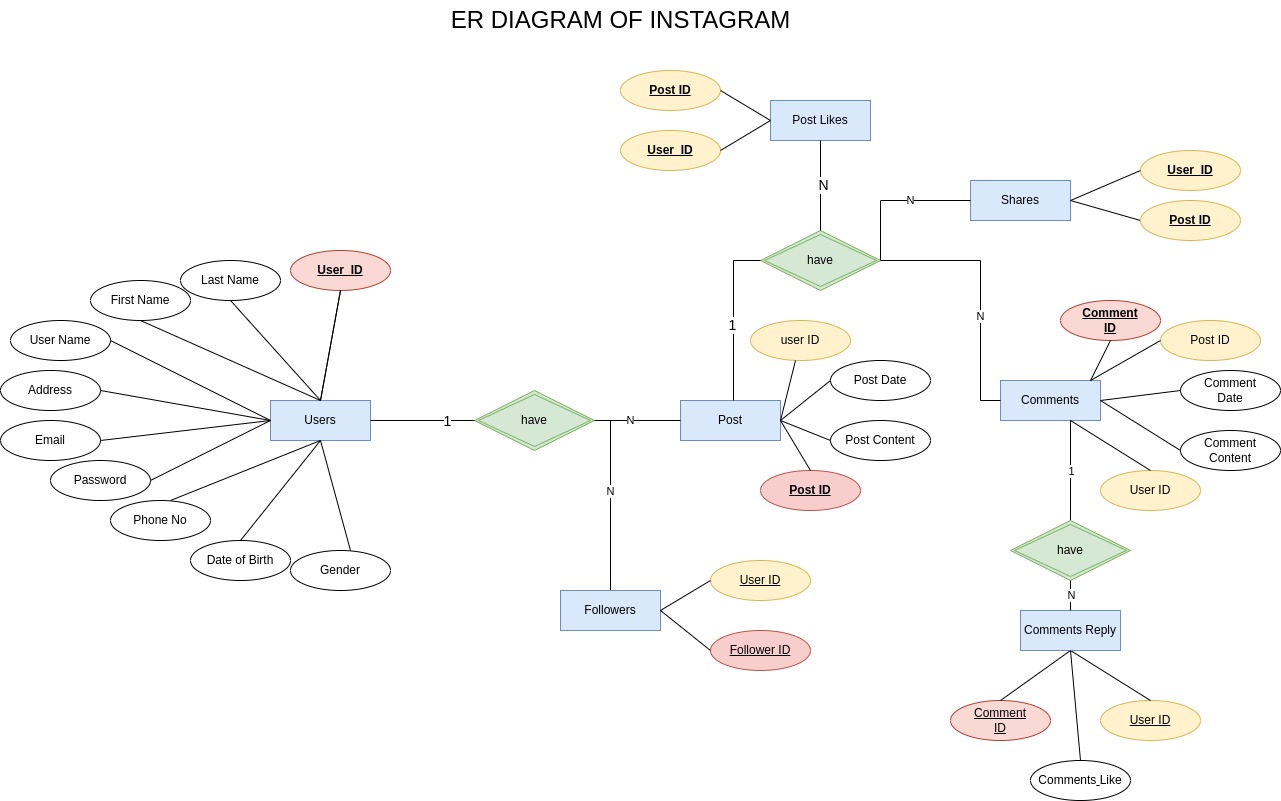 ER DIAGRAM OF INSTAGRAM
Post ID
User_ID
Post Likes
N
have
N
Shares
User_ID
Post ID
1
N
User_ID
Last Name
First Name
User Name
Address
Email
Password
Phone No
Date of Birth
Gender
Users
1
have
N
N
Post
user ID
Post Date
Post Content
Post ID
Followers
User ID
Follower ID
Comments
Comment
ID
Post ID
Comment
Date
Comment
Content
User ID
1
have
N
Comments Reply
Comment
ID
User ID
Comments Like